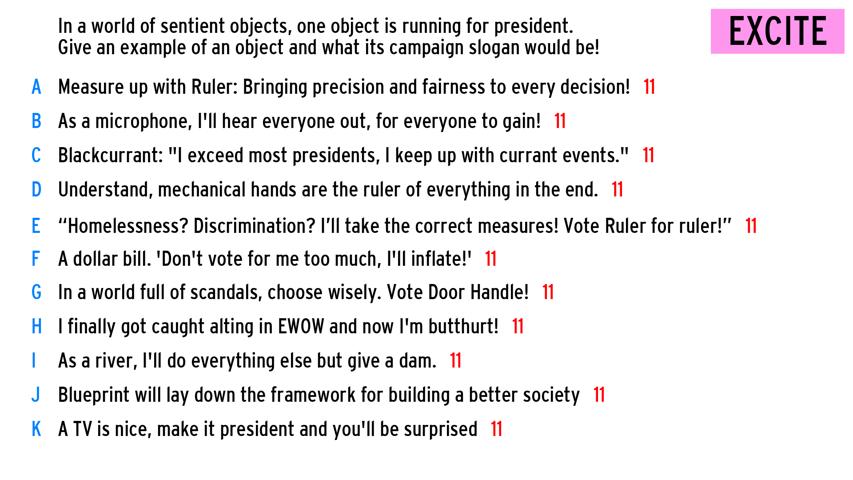 In a world of sentient objects, one object is running for president.
Give an example of an object and what its campaign slogan would be!
EXCITE
A Measure up with Ruler: Bringing precision and fairness to every decision! 11
B As a microphone, I'll hear everyone out, for everyone to gain! 11
C Blackcurrant: "I exceed most presidents, I keep up with currant events." 11
D Understand, mechanical hands are the ruler of everything in the end. 11
E “Homelessness? Discrimination? I’ll take the correct measures! Vote Ruler for ruler!” 11
F A dollar bill. 'Don't vote for me too much, I'll inflate!' 11
G In a world full of scandals, choose wisely. Vote Door Handle! 11
H I finally got caught alting in EWOW and now I'm butthurt! 11
I As a river, I'll do everything else but give a dam. 11
J Blueprint will lay down the framework for building a better society 11
K A TV is nice, make it president and you'll be surprised 11